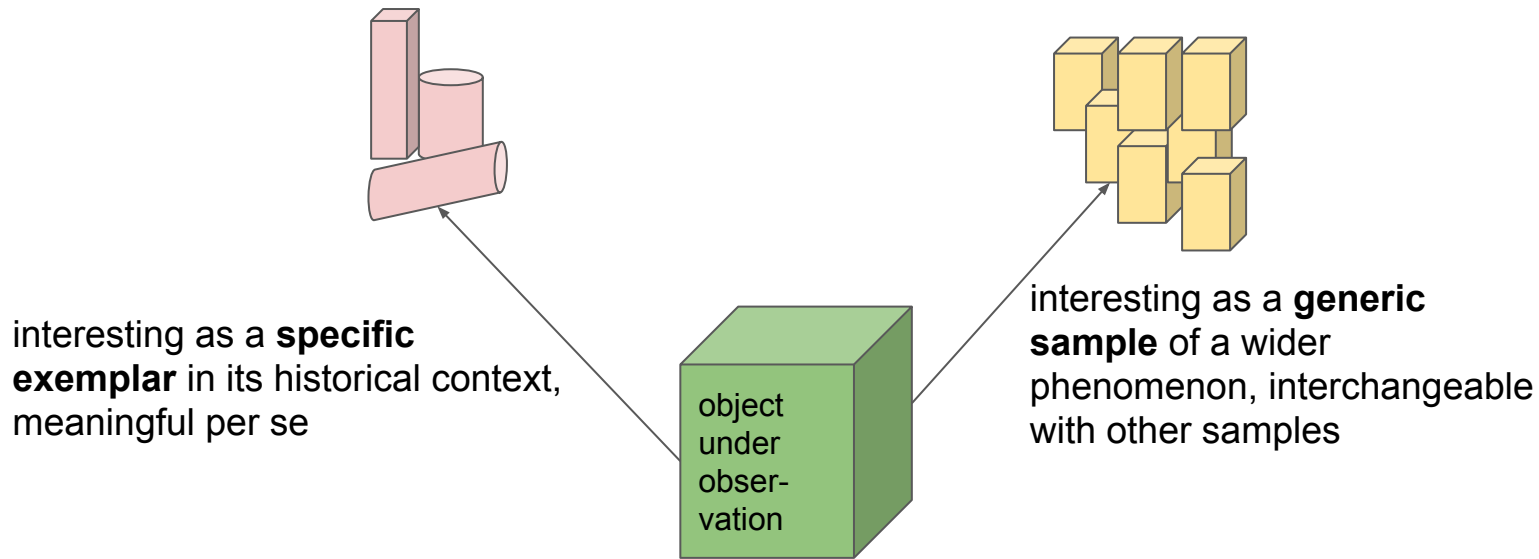 interesting as a specific
exemplar in its historical context,
meaningful per se
object
under
obser-
vation
interesting as a generic
sample of a wider
phenomenon, interchangeable
with other samples